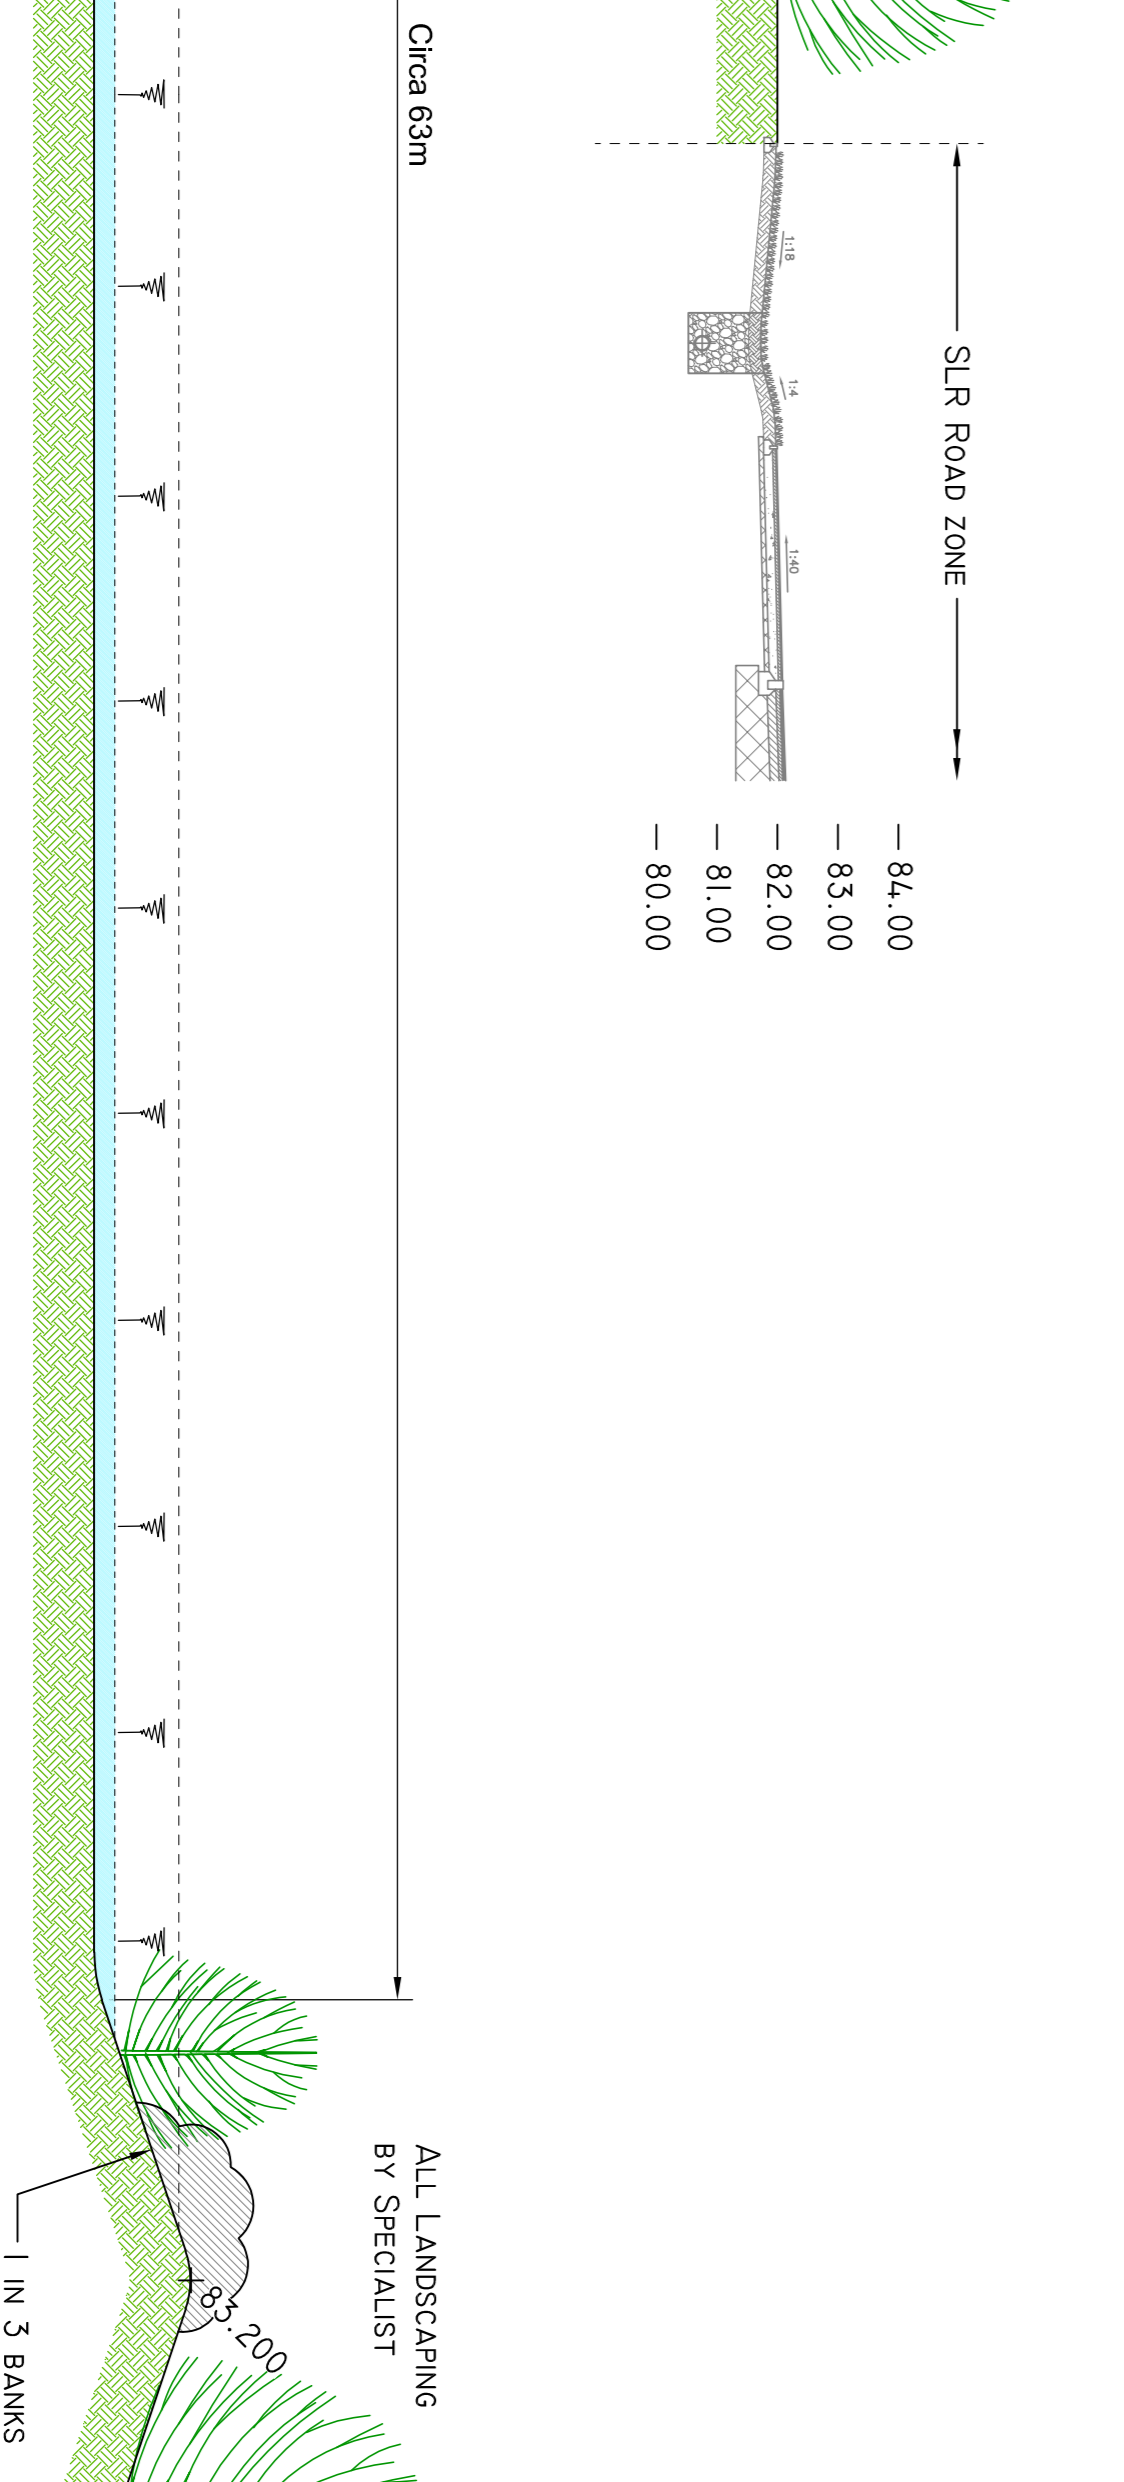 SLR ROAD ZONE
1:18
1:4
1:40
84.00
83.00
82.00
81.00
80.00
Circa 63m
ALL LANDSCAPING
BY SPECIALIST
83.200
1 IN 3 BANKS